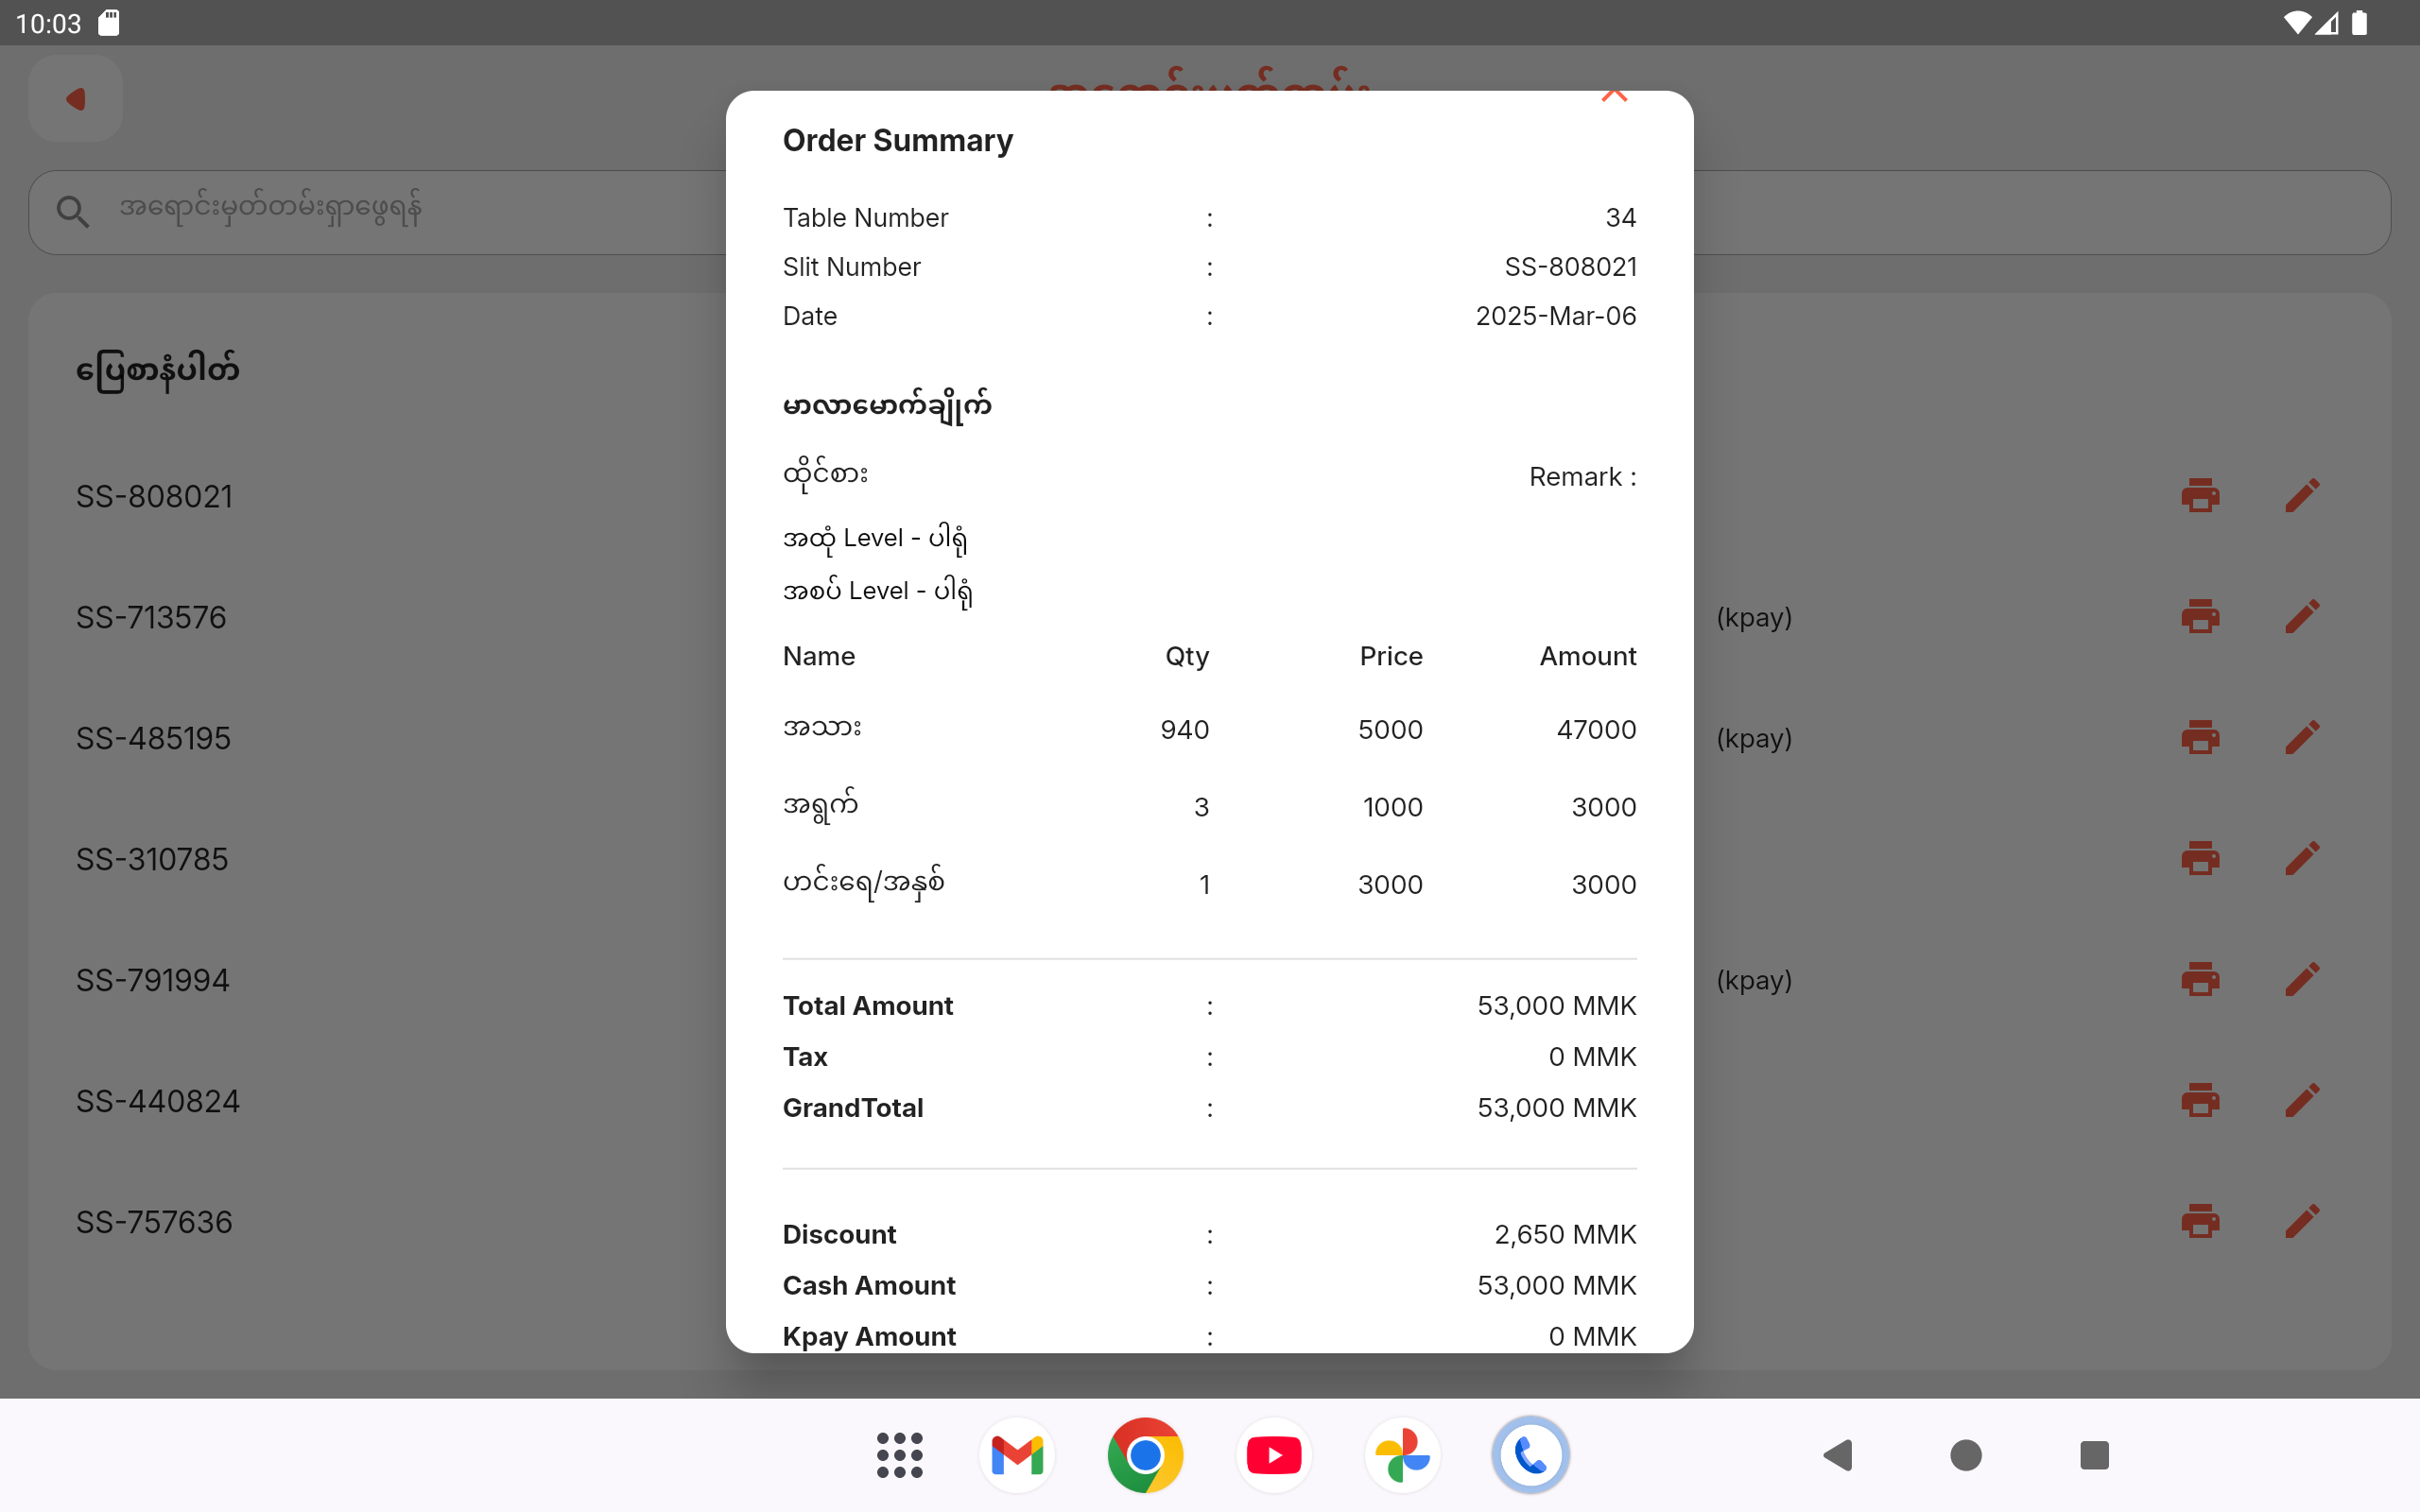 10:03
အရောင်းမှတ်တမ်းရှာဖွေရန်
ပြေစာနံပါတ်
SS-808021
SS-713576 (kpay)
SS-485195 (kpay)
SS-310785
SS-791994 (kpay)
SS-440824
SS-757636
Order Summary
Table Number : 34
Slit Number : SS-808021
Date : 2025-Mar-06
မာလာမောက်ချိုက်
ထိုင်စား Remark :
အထုံ Level - ပါရုံ
အစပ် Level - ပါရုံ
Name Qty Price Amount
အသား 940 5000 47000
အရွက် 3 1000 3000
ဟင်းရေ/အနှစ် 1 3000 3000
Total Amount : 53,000 MMK
Tax : 0 MMK
GrandTotal : 53,000 MMK
Discount : 2,650 MMK
Cash Amount : 53,000 MMK
Kpay Amount : 0 MMK